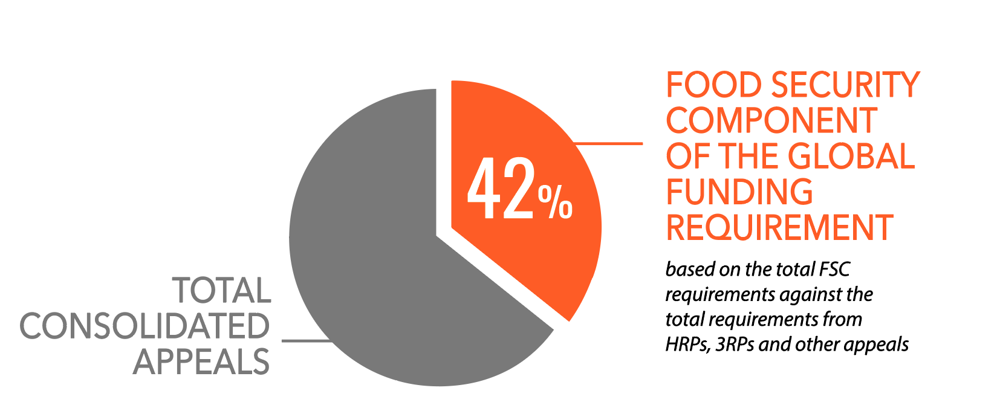 FOOD SECURITY
COMPONENT
OF THE GLOBAL
FUNDING
REQUIREMENT
42%
based on the total FSC
requirements against the
total requirements from
HRPs, 3RPs and other appeals
TOTAL
CONSOLIDATED
APPEALS